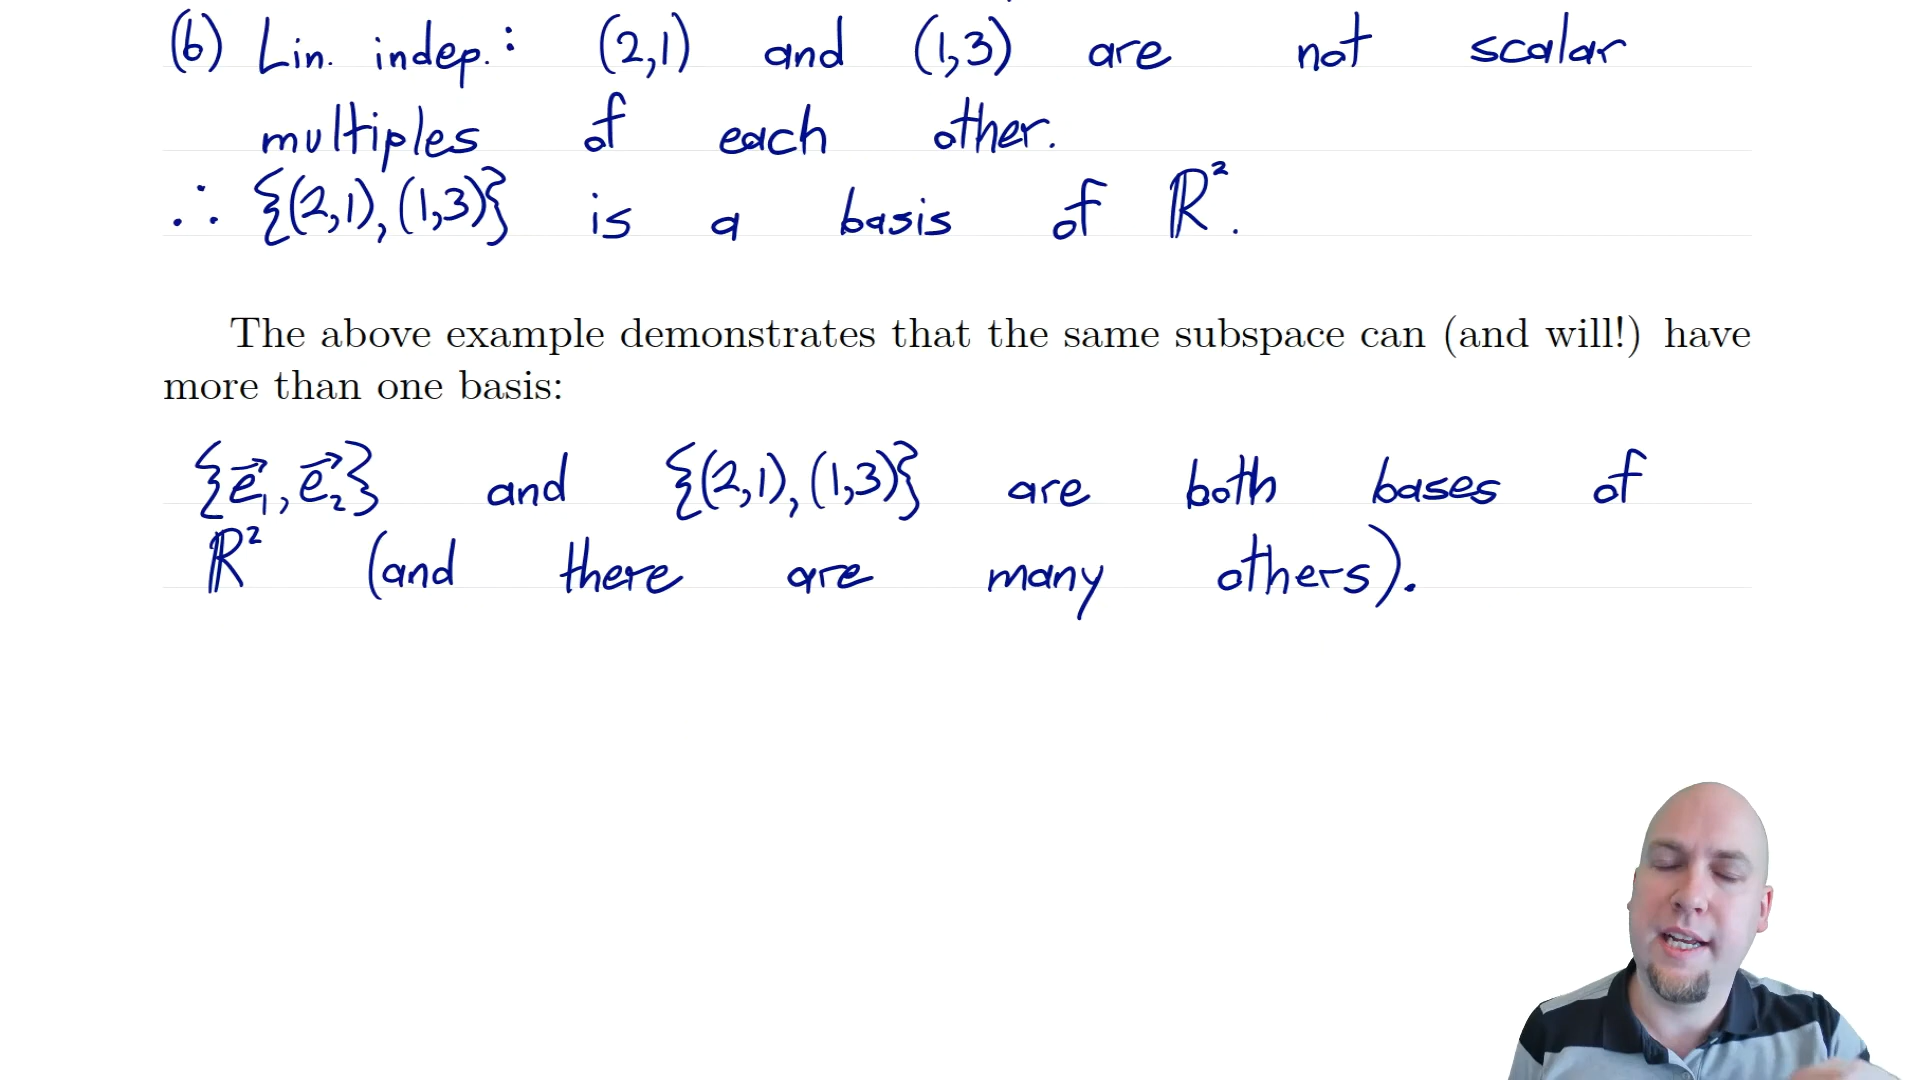 (b) Lin. indep.: (2,1) and (1,3) are not scalar
multiples of each other.
∴ {(2,1), (1,3)} is a basis of ℝ².
The above example demonstrates that the same subspace can (and will!) have
more than one basis:
{e⃗₁, e⃗₂} and {(2,1), (1,3)} are both bases of
ℝ² (and there are many others).